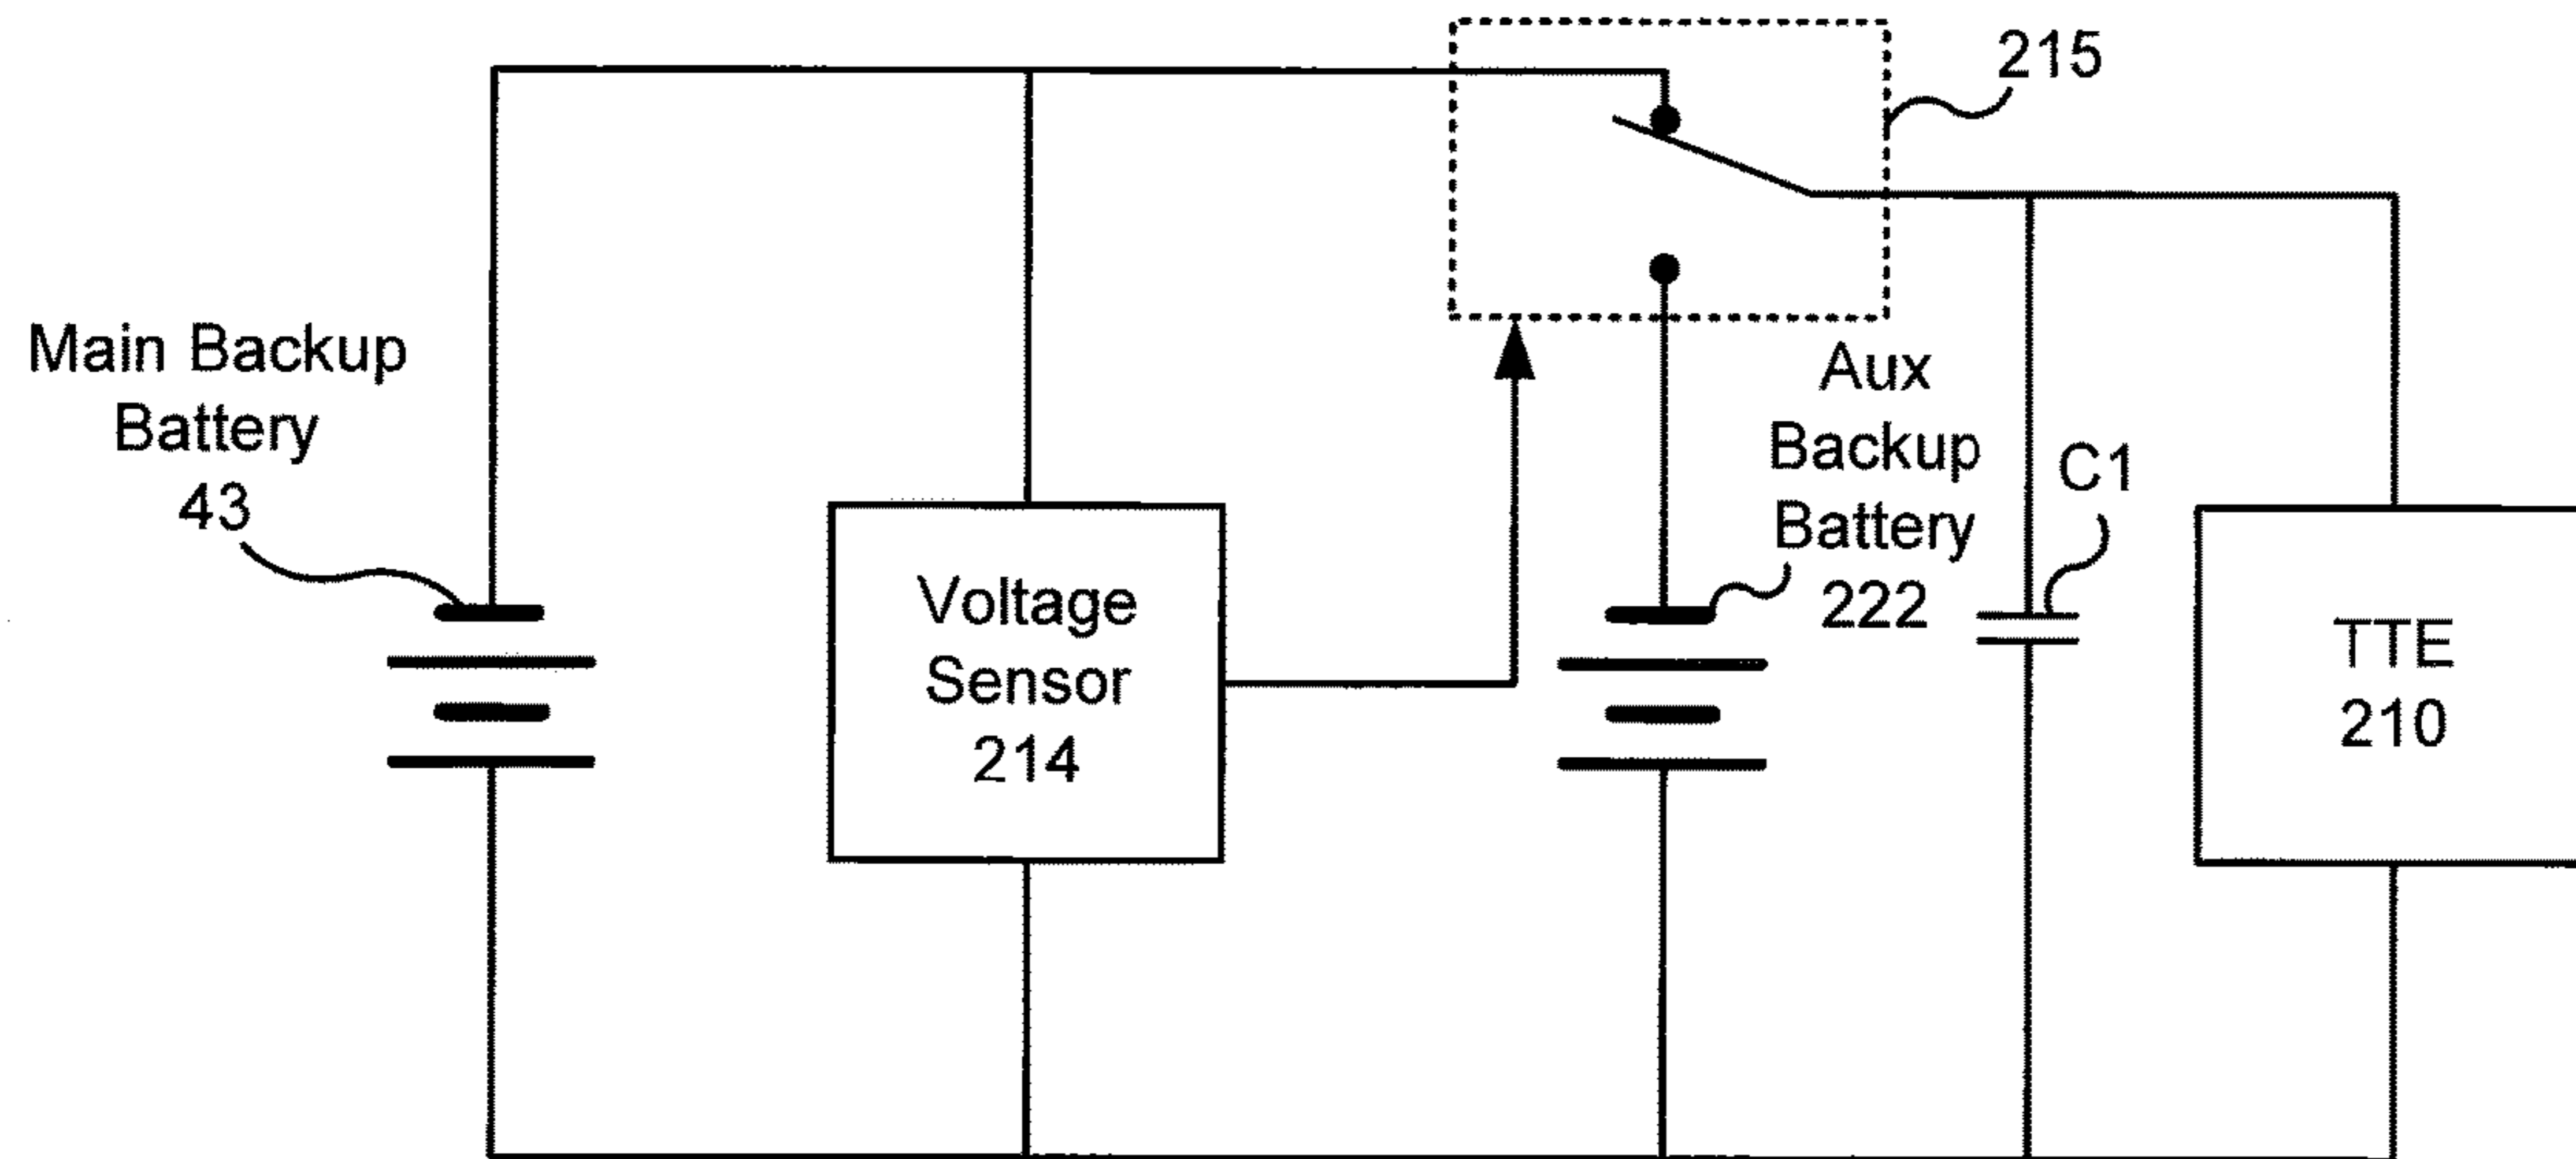 215
Main Backup
Battery
43
Voltage
Sensor
214
Aux
Backup
Battery
222
C1
TTE
210